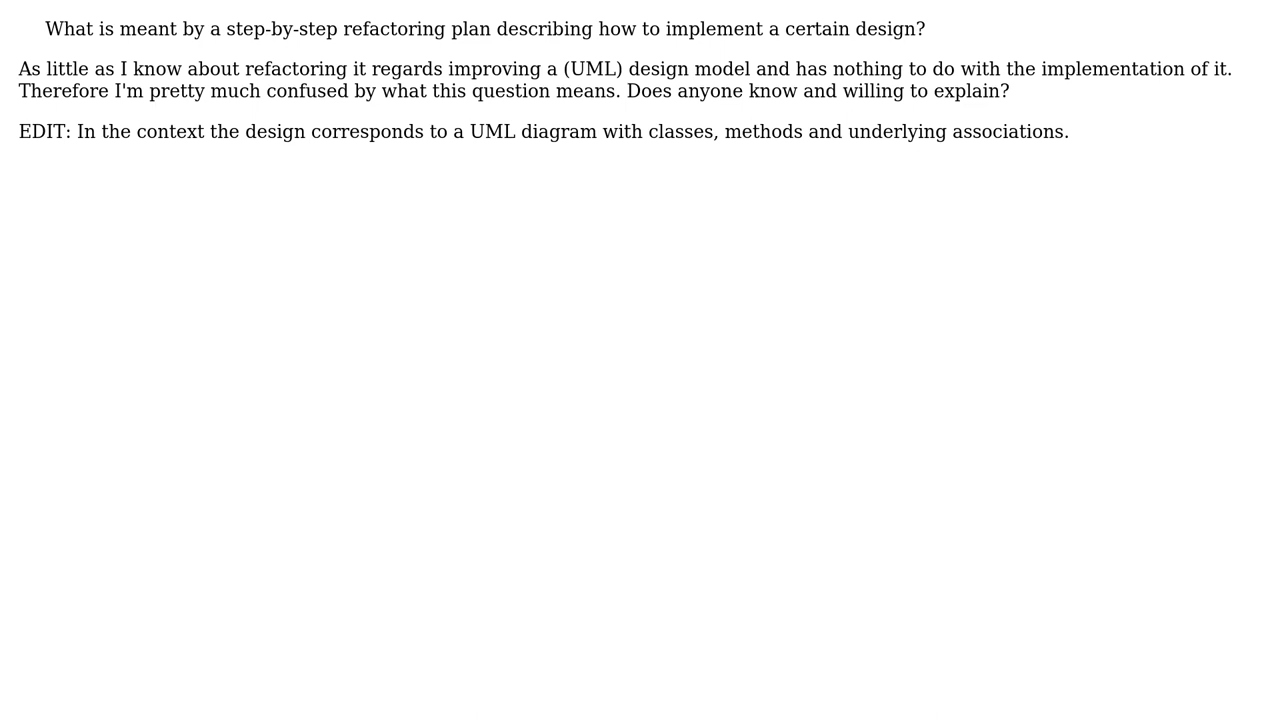 What is meant by a step-by-step refactoring plan describing how to implement a certain design?
As little as I know about refactoring it regards improving a (UML) design model and has nothing to do with the implementation of it.
Therefore I'm pretty much confused by what this question means. Does anyone know and willing to explain?
EDIT: In the context the design corresponds to a UML diagram with classes, methods and underlying associations.